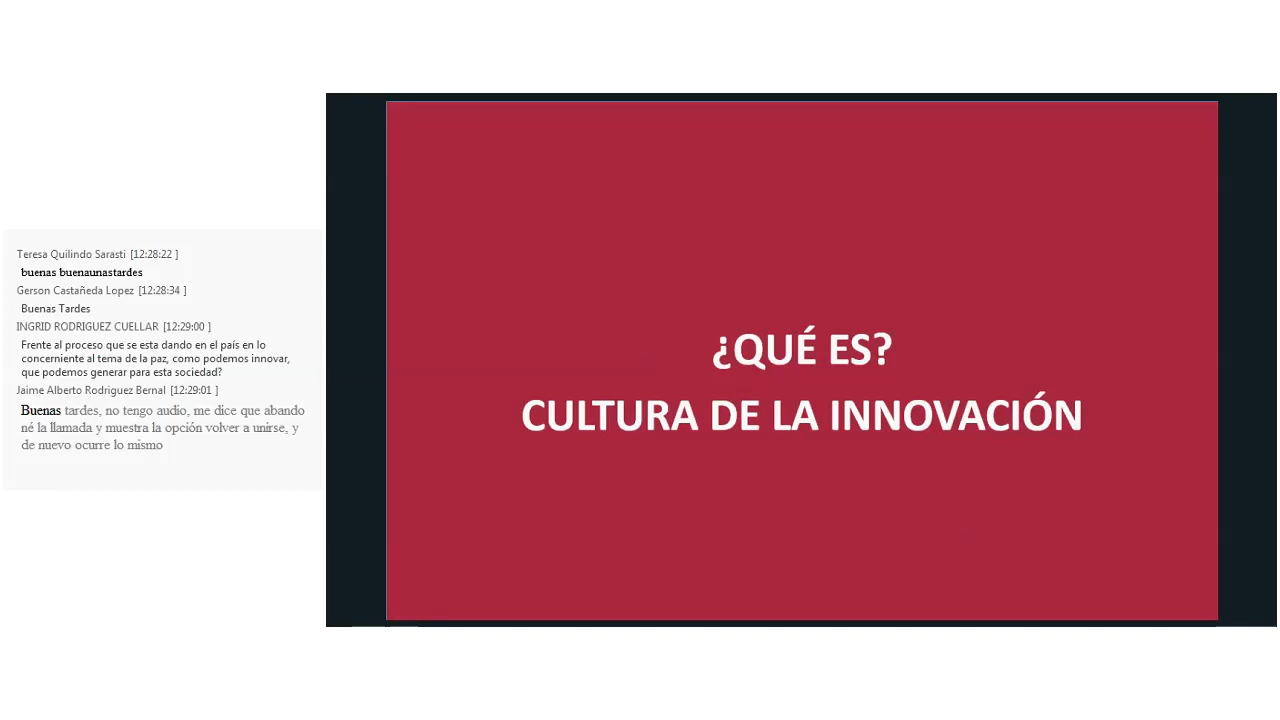 Teresa Quilindo Sarasti [12:28:22 ]
buenas buenaunastardes
Gerson Castañeda Lopez [12:28:34 ]
Buenas Tardes
INGRID RODRIGUEZ CUELLAR [12:29:00 ]
Frente al proceso que se esta dando en el país en lo
concerniente al tema de la paz, como podemos innovar,
que podemos generar para esta sociedad?
Jaime Alberto Rodriguez Bernal [12:29:01 ]
Buenas tardes, no tengo audio, me dice que abando
né la llamada y muestra la opción volver a unirse, y
de nuevo ocurre lo mismo
¿QUÉ ES?
CULTURA DE LA INNOVACIÓN